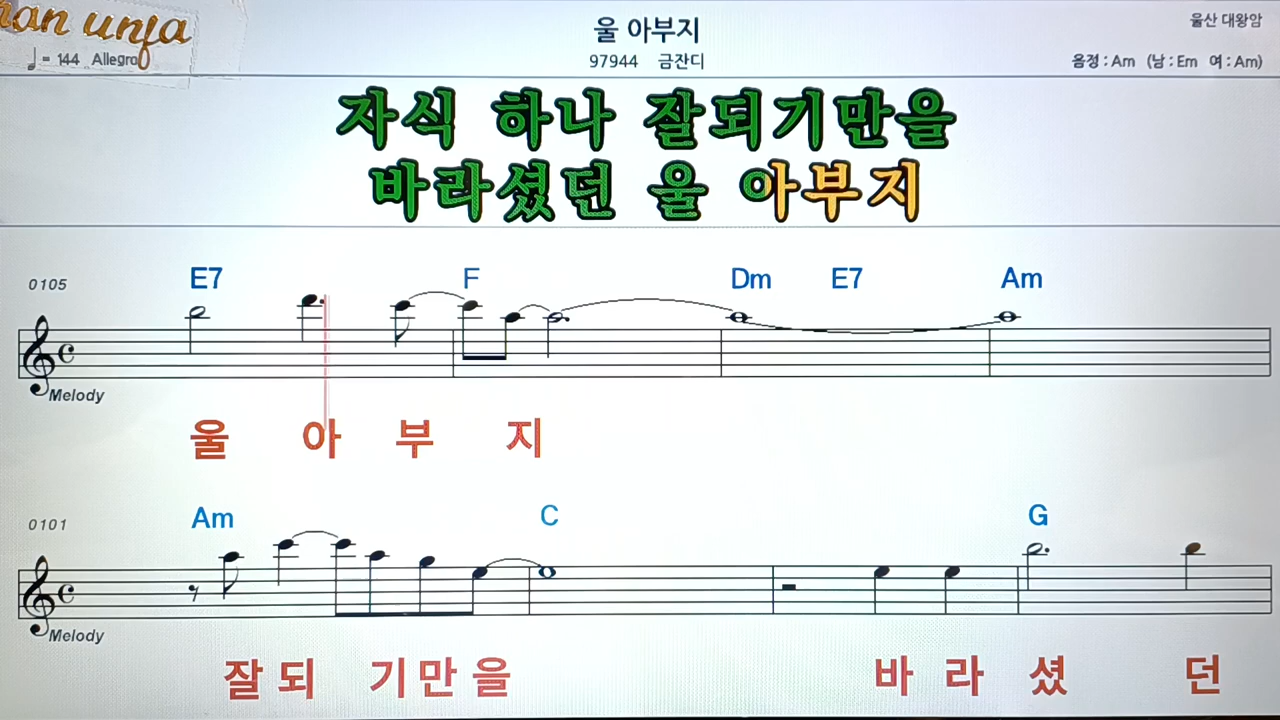 unja
울 아부지
울산 대왕암
♩= 144 Allegro
97944 금잔디
음정 : Am (남 : Em 여 : Am)
자식 하나 잘되기만을
바라셨던 울 아부지
0105
E7 F Dm E7 Am
Melody
울 아 부 지
0101
Am C G
Melody
잘 되 기 만 을 바 라 셨 던